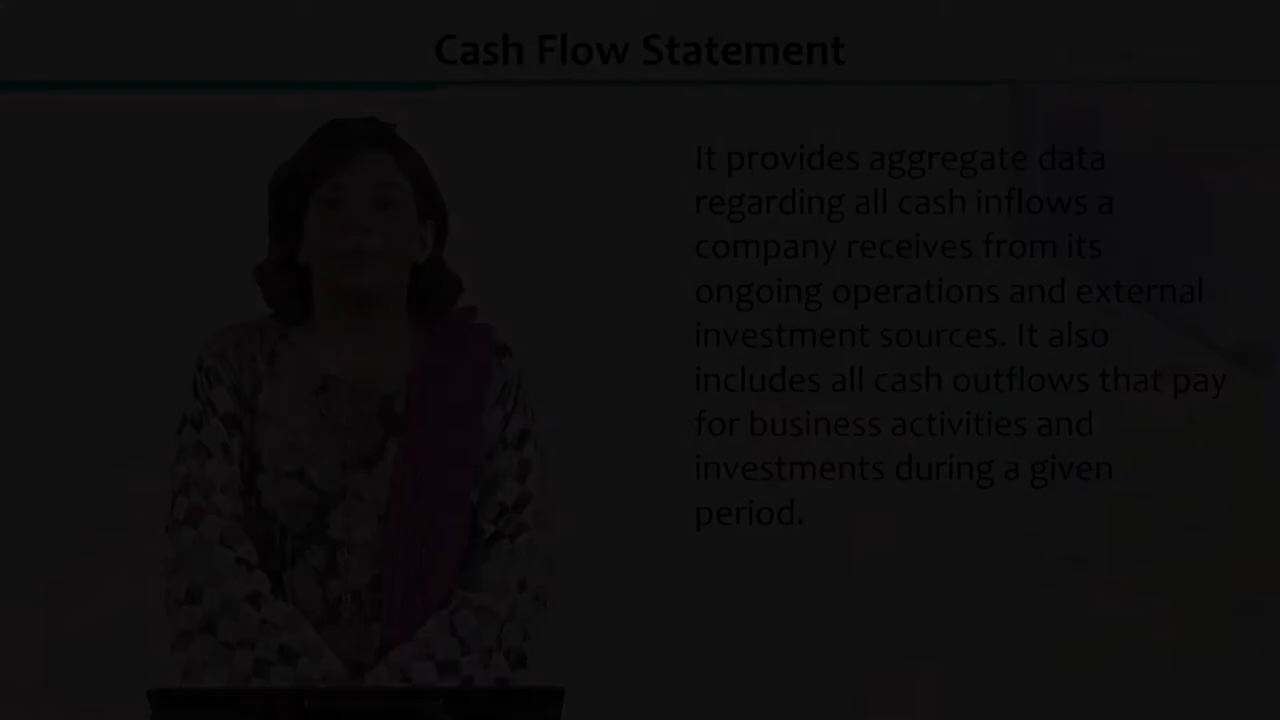 Cash Flow Statement
It provides aggregate data
regarding all cash inflows a
company receives from its
ongoing operations and external
investment sources. It also
includes all cash outflows that pay
for business activities and
investments during a given
period.